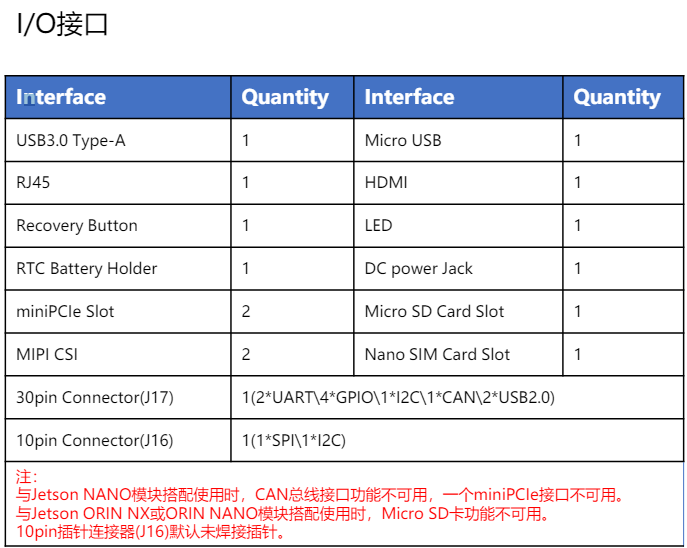 I/O接口
Interface Quantity Interface Quantity
USB3.0 Type-A 1 Micro USB 1
RJ45 1 HDMI 1
Recovery Button 1 LED 1
RTC Battery Holder 1 DC power Jack 1
miniPCIe Slot 2 Micro SD Card Slot 1
MIPI CSI 2 Nano SIM Card Slot 1
30pin Connector(J17) 1(2*UART\4*GPIO\1*I2C\1*CAN\2*USB2.0)
10pin Connector(J16) 1(1*SPI\1*I2C)
注：
与Jetson NANO模块搭配使用时，CAN总线接口功能不可用，一个miniPCIe接口不可用。
与Jetson ORIN NX或ORIN NANO模块搭配使用时，Micro SD卡功能不可用。
10pin插针连接器(J16)默认未焊接插针。